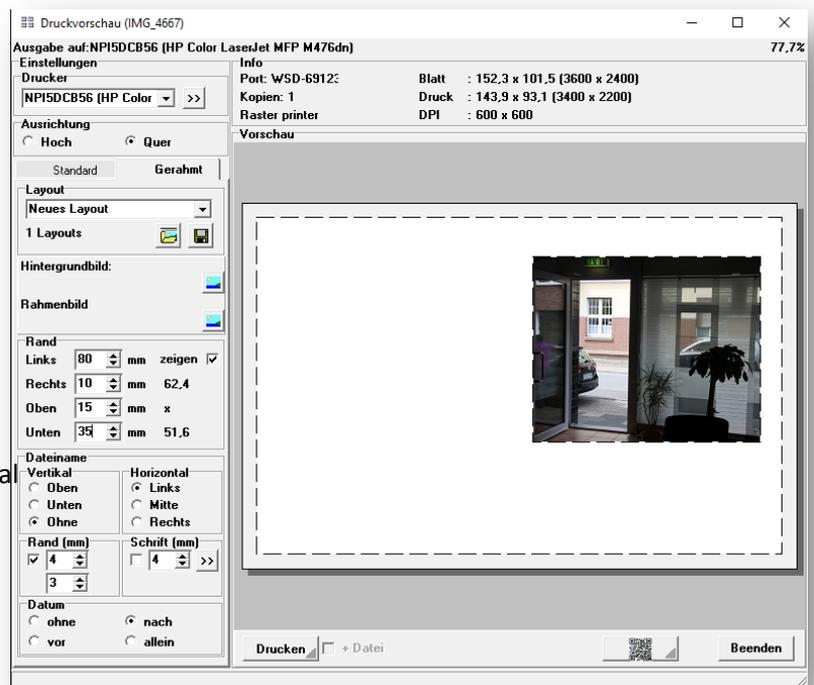 Druckvorschau (IMG_4667)
Ausgabe auf:NPI5DCB56 (HP Color LaserJet MFP M476dn)
77,7%
Einstellungen
Drucker
NPI5DCB56 (HP Color
>>
Ausrichtung
Hoch
Quer
Standard
Gerahmt
Layout
Neues Layout
1 Layouts
Hintergrundbild:
Rahmenbild
Rand
Links 80 mm zeigen
Rechts 10 mm 62,4
Oben 15 mm x
Unten 35 mm 51,6
al
Dateiname
Vertikal
Oben
Unten
Ohne
Horizontal
Links
Mitte
Rechts
Rand (mm)
4
3
Schrift (mm)
4 >>
Datum
ohne
nach
vor
allein
Info
Port: WSD-69123
Kopien: 1
Raster printer
Blatt : 152,3 x 101,5 (3600 x 2400)
Druck : 143,9 x 93,1 (3400 x 2200)
DPI : 600 x 600
Vorschau
Drucken
+ Datei
Beenden